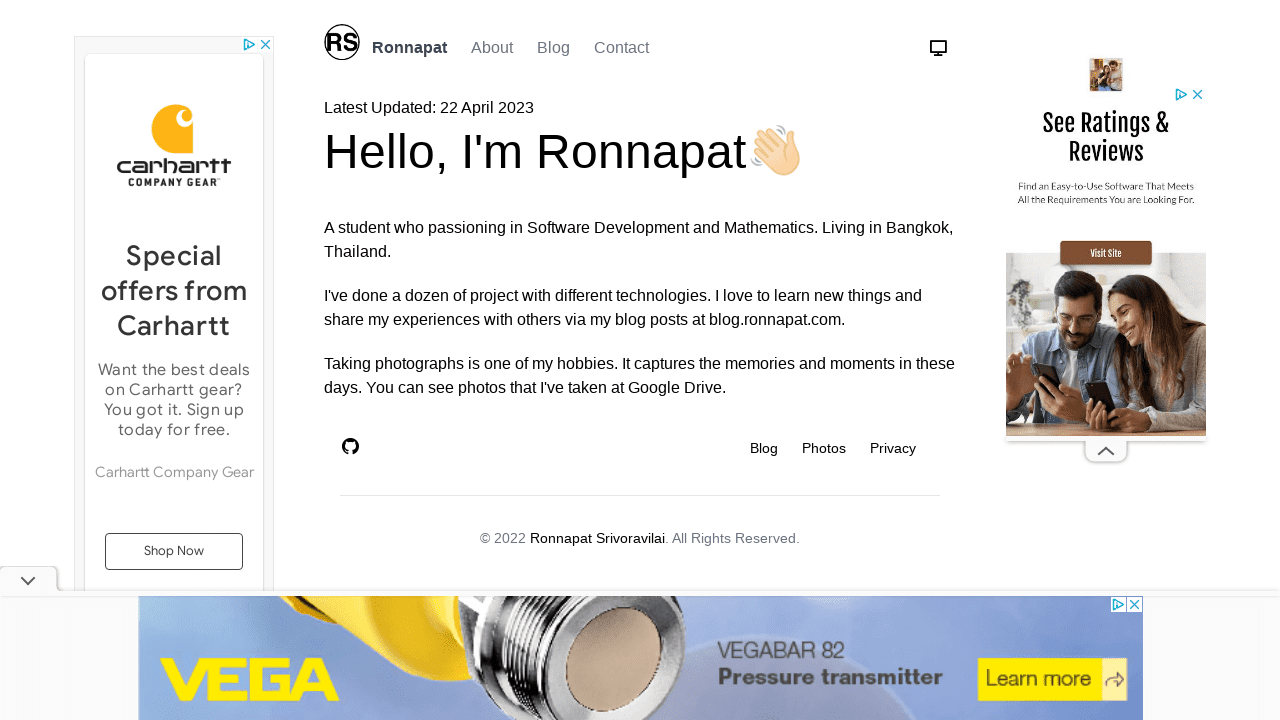 RS
Ronnapat About Blog Contact
Latest Updated: 22 April 2023
Hello, I'm Ronnapat
A student who passioning in Software Development and Mathematics. Living in Bangkok,
Thailand.
I've done a dozen of project with different technologies. I love to learn new things and
share my experiences with others via my blog posts at blog.ronnapat.com.
Taking photographs is one of my hobbies. It captures the memories and moments in these
days. You can see photos that I've taken at Google Drive.
Blog Photos Privacy
© 2022 Ronnapat Srivoravilai. All Rights Reserved.
carhartt
COMPANY GEAR™
Special
offers from
Carhartt
Want the best deals
on Carhartt gear?
You got it. Sign up
today for free.
Carhartt Company Gear
Shop Now
See Ratings &
Reviews
Find an Easy-to-Use Software That Meets
All the Requirements You are Looking For.
Visit Site
VEGA
VEGABAR 82
Pressure transmitter
Learn more